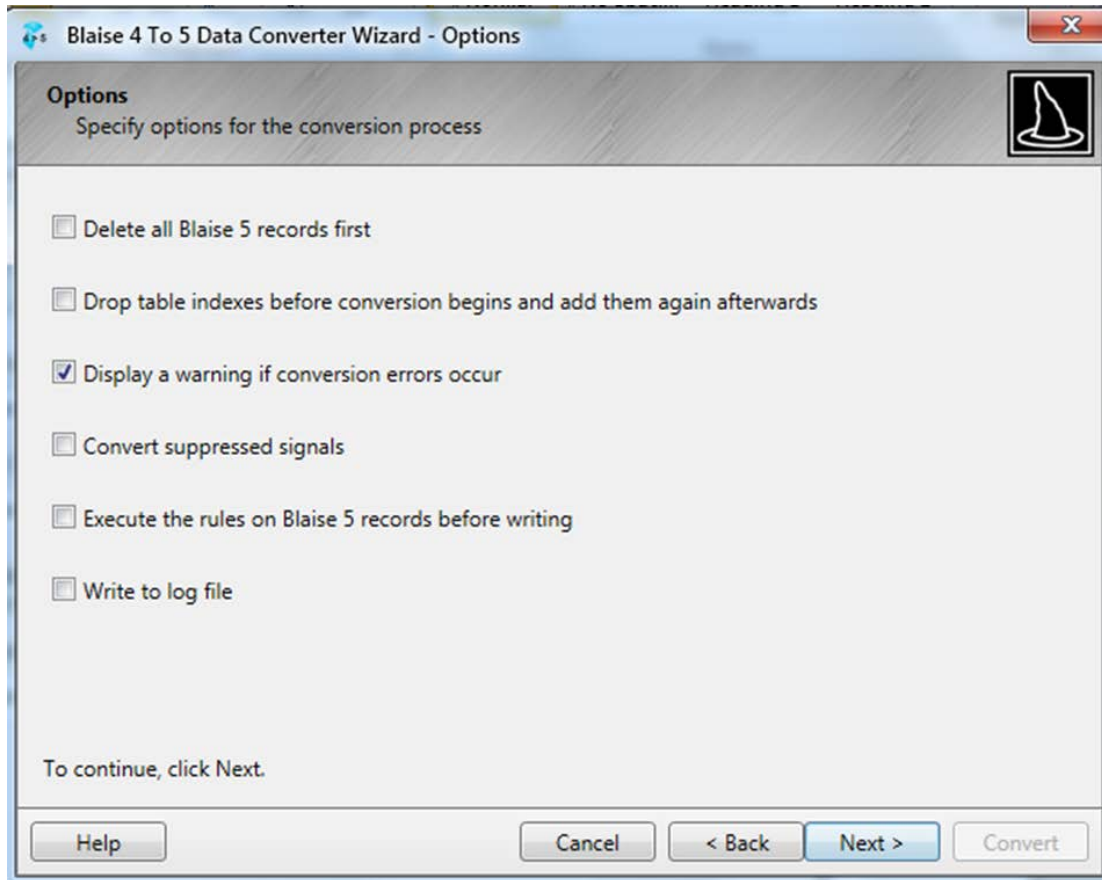 Blaise 4 To 5 Data Converter Wizard - Options
Options
Specify options for the conversion process
Delete all Blaise 5 records first
Drop table indexes before conversion begins and add them again afterwards
Display a warning if conversion errors occur
Convert suppressed signals
Execute the rules on Blaise 5 records before writing
Write to log file
To continue, click Next.
Help
Cancel
< Back
Next >
Convert